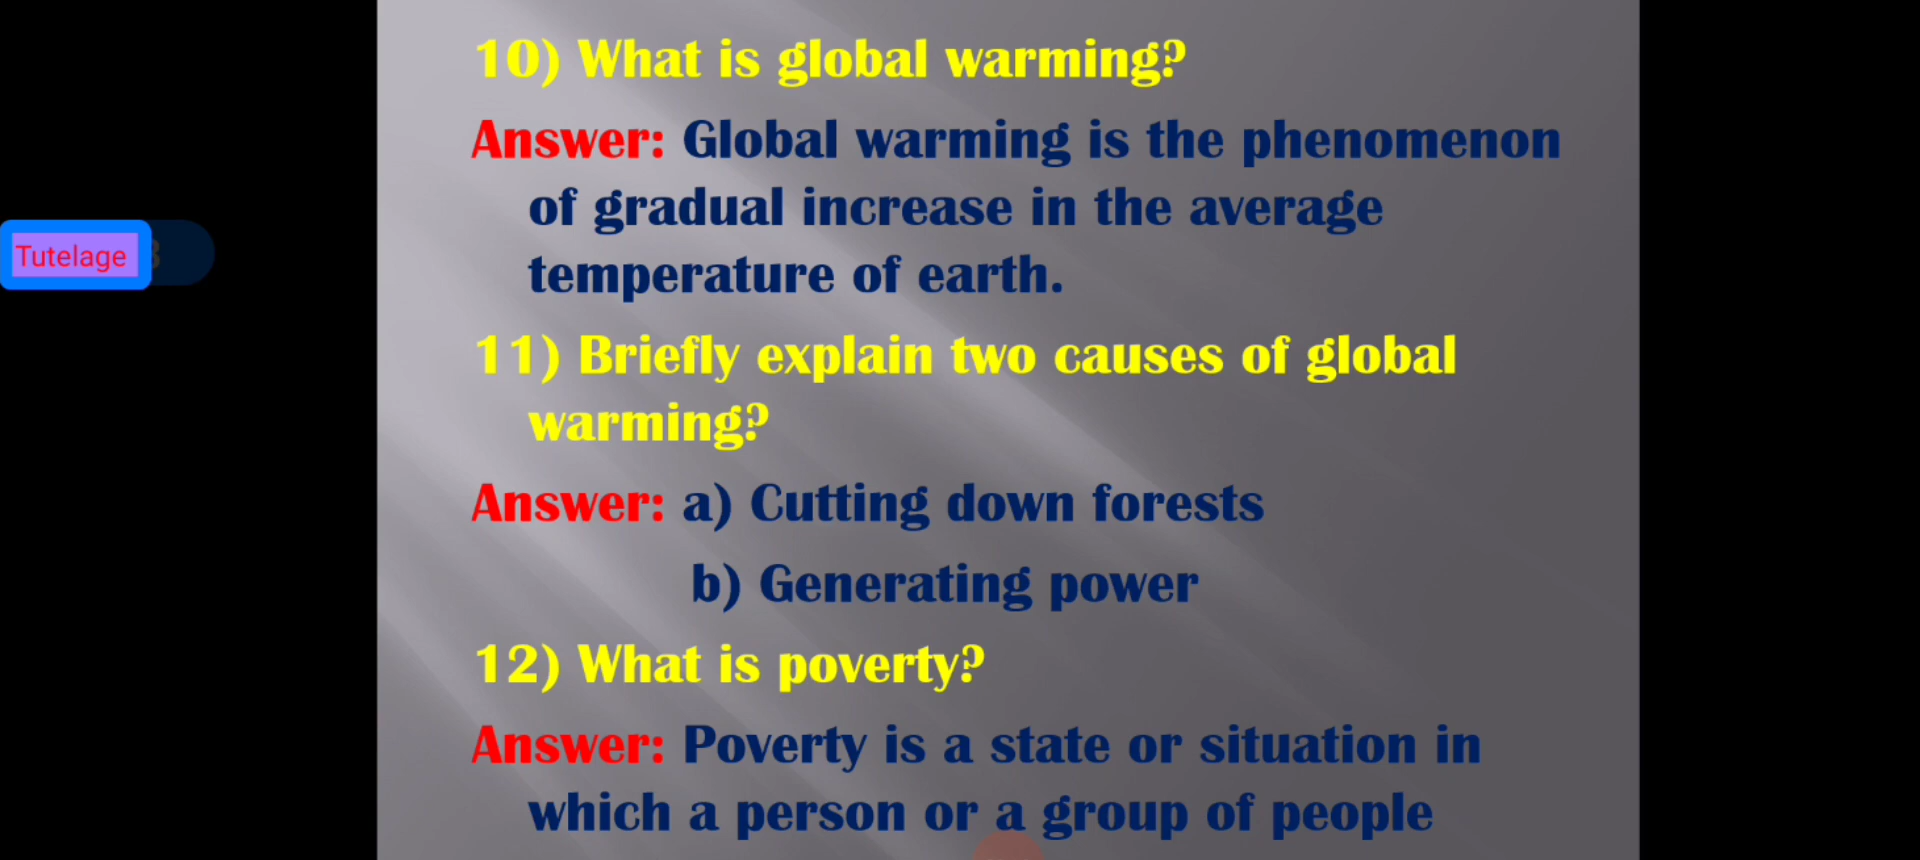 10) What is global warming?
Answer: Global warming is the phenomenon
of gradual increase in the average
temperature of earth.
Tutelage
11) Briefly explain two causes of global
warming?
Answer: a) Cutting down forests
b) Generating power
12) What is poverty?
Answer: Poverty is a state or situation in
which a person or a group of people